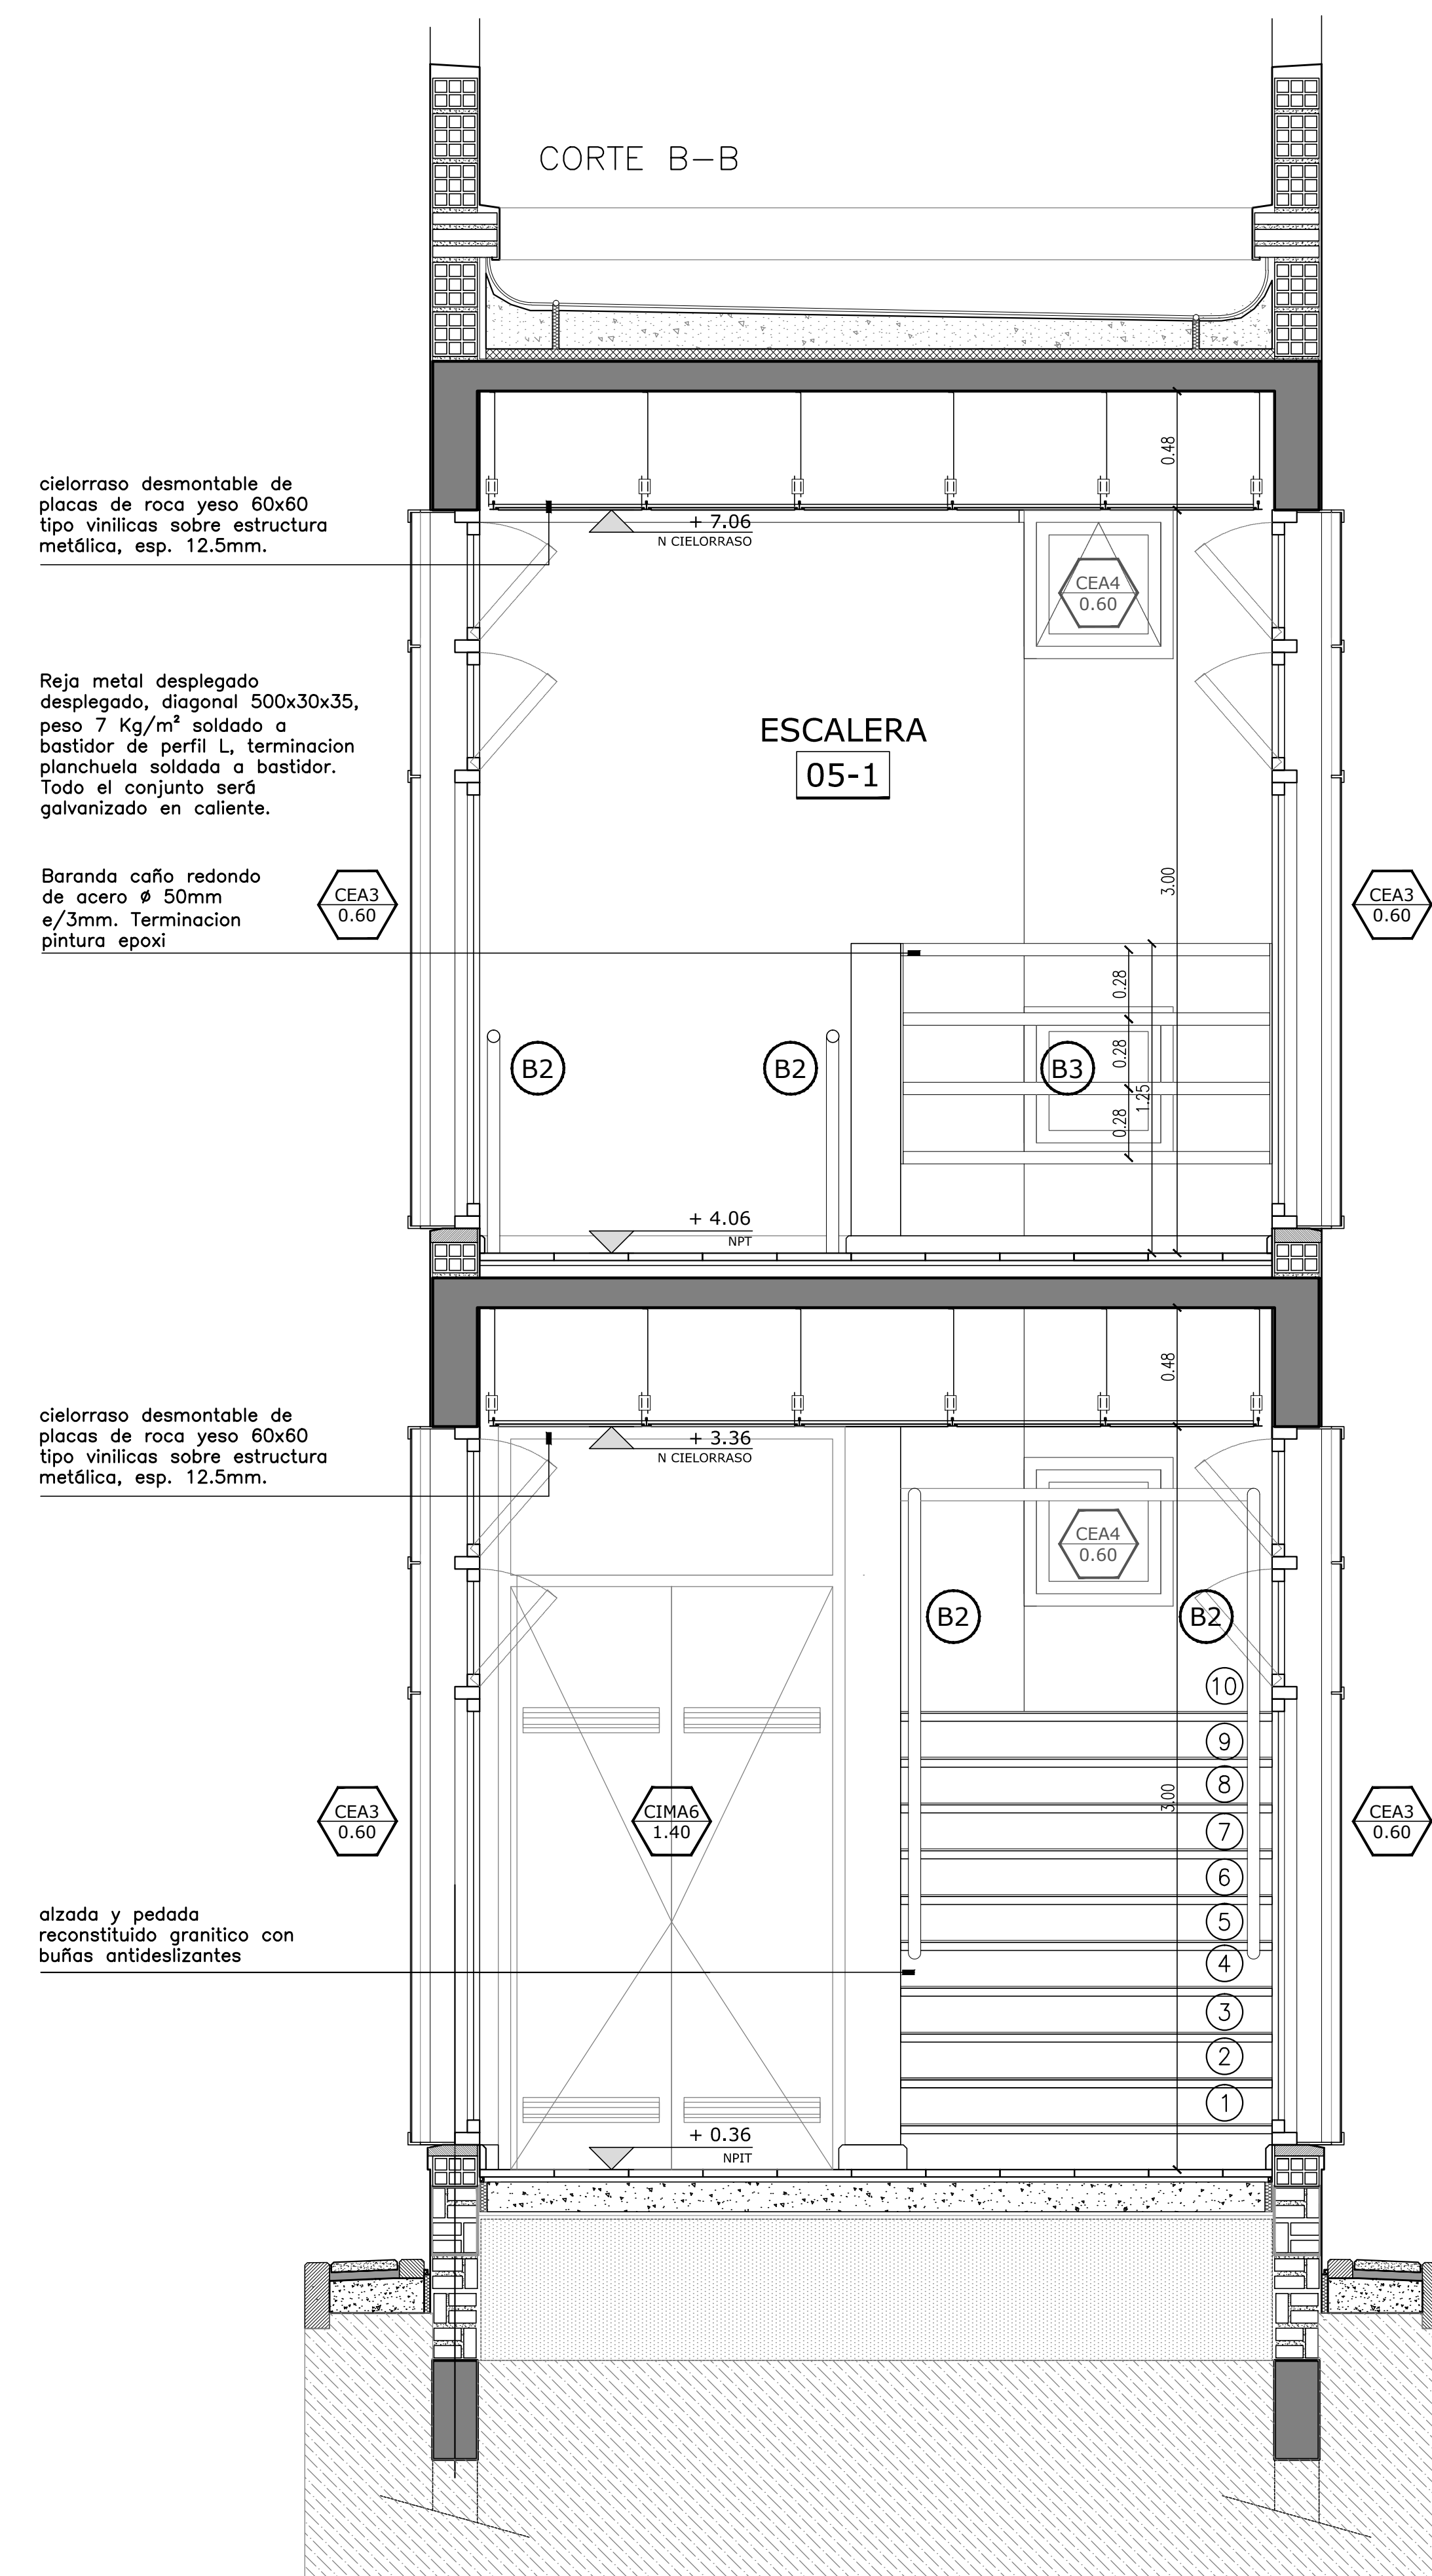 CORTE B-B
0.48
cielorraso desmontable de
placas de roca yeso 60x60
tipo vinilicas sobre estructura
metálica, esp. 12.5mm.
+ 7.06
N CIELORRASO
CEA4
0.60
Reja metal desplegado
desplegado, diagonal 500x30x35,
peso 7 Kg/m² soldado a
bastidor de perfil L, terminacion
planchuela soldada a bastidor.
Todo el conjunto será
galvanizado en caliente.
ESCALERA
05-1
Baranda caño redondo
de acero ø 50mm
e/3mm. Terminacion
pintura epoxi
CEA3
0.60
3.00
CEA3
0.60
0.28
0.28
0.28
1.25
B2
B2
B3
+ 4.06
NPT
0.48
cielorraso desmontable de
placas de roca yeso 60x60
tipo vinilicas sobre estructura
metálica, esp. 12.5mm.
+ 3.36
N CIELORRASO
CEA4
0.60
B2
B2
10
9
8
7
6
5
4
3
2
1
3.00
CEA3
0.60
CIMA6
1.40
CEA3
0.60
alzada y pedada
reconstituido granitico con
buñas antideslizantes
+ 0.36
NPIT